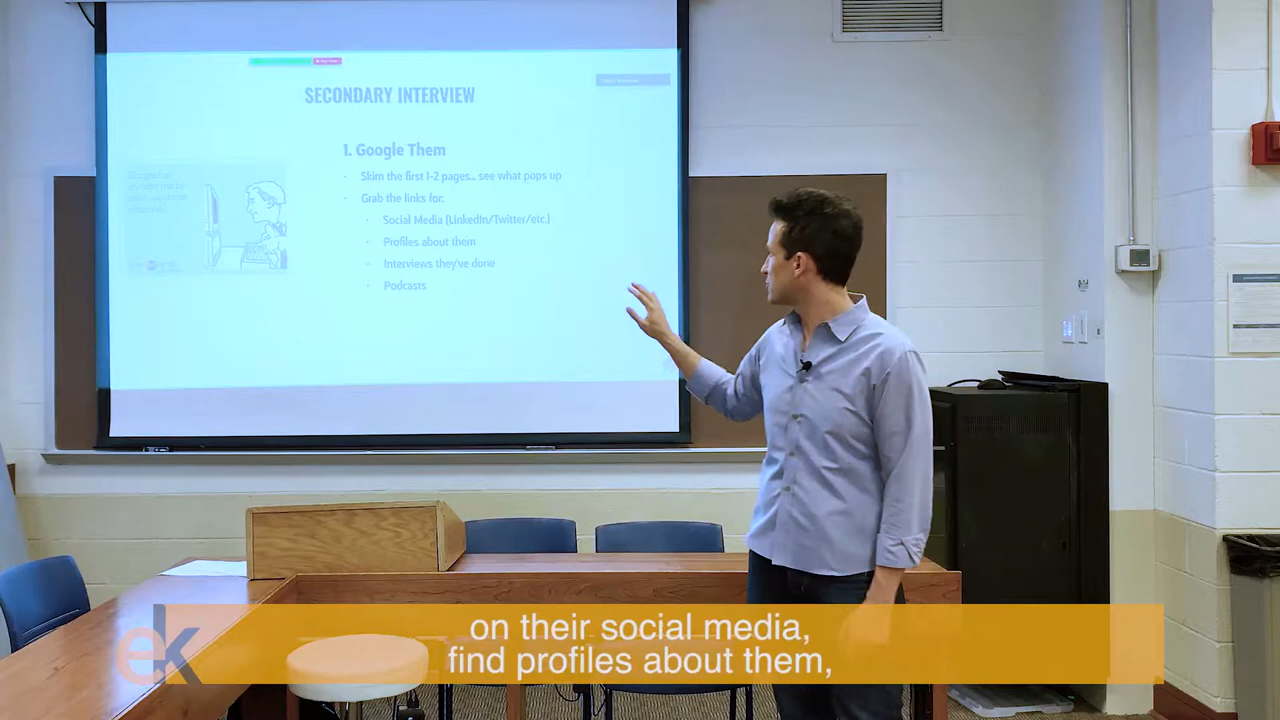 SECONDARY INTERVIEW
1. Google Them
Skim the first 1-2 pages... see what pops up
Grab the links for:
Social Media (LinkedIn/Twitter/etc.)
Profiles about them
Interviews they've done
Podcasts
ek
on their social media,
find profiles about them,